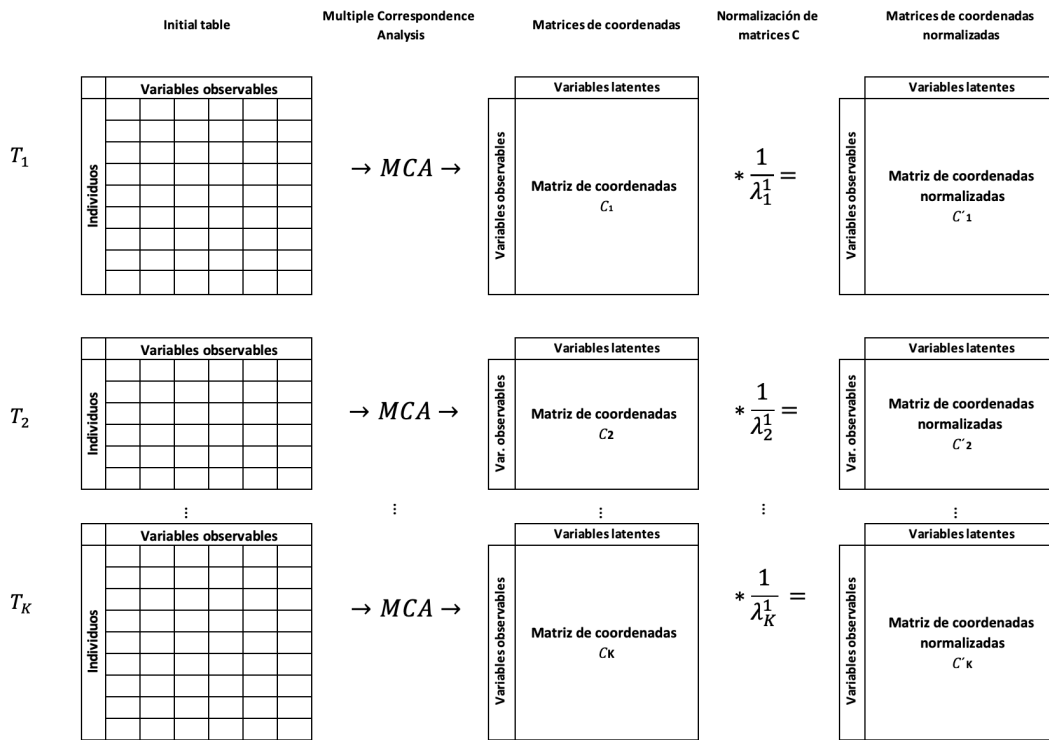 Initial table
Multiple Correspondence
Analysis
Matrices de coordenadas
Normalización de
matrices C
Matrices de coordenadas
normalizadas
T₁
Variables observables
Individuos
→ MCA →
Variables latentes
Variables observables
Matriz de coordenadas
C₁
* 1/λ₁¹ =
Variables latentes
Variables observables
Matriz de coordenadas
normalizadas
C´₁
T₂
Variables observables
Individuos
→ MCA →
Variables latentes
Var. observables
Matriz de coordenadas
C₂
* 1/λ₂¹ =
Variables latentes
Var. observables
Matriz de coordenadas
normalizadas
C´₂
⋮ ⋮ ⋮ ⋮ ⋮
T_K
Variables observables
Individuos
→ MCA →
Variables latentes
Variables observables
Matriz de coordenadas
C_K
* 1/λ_K¹ =
Variables latentes
Variables observables
Matriz de coordenadas
normalizadas
C´_K